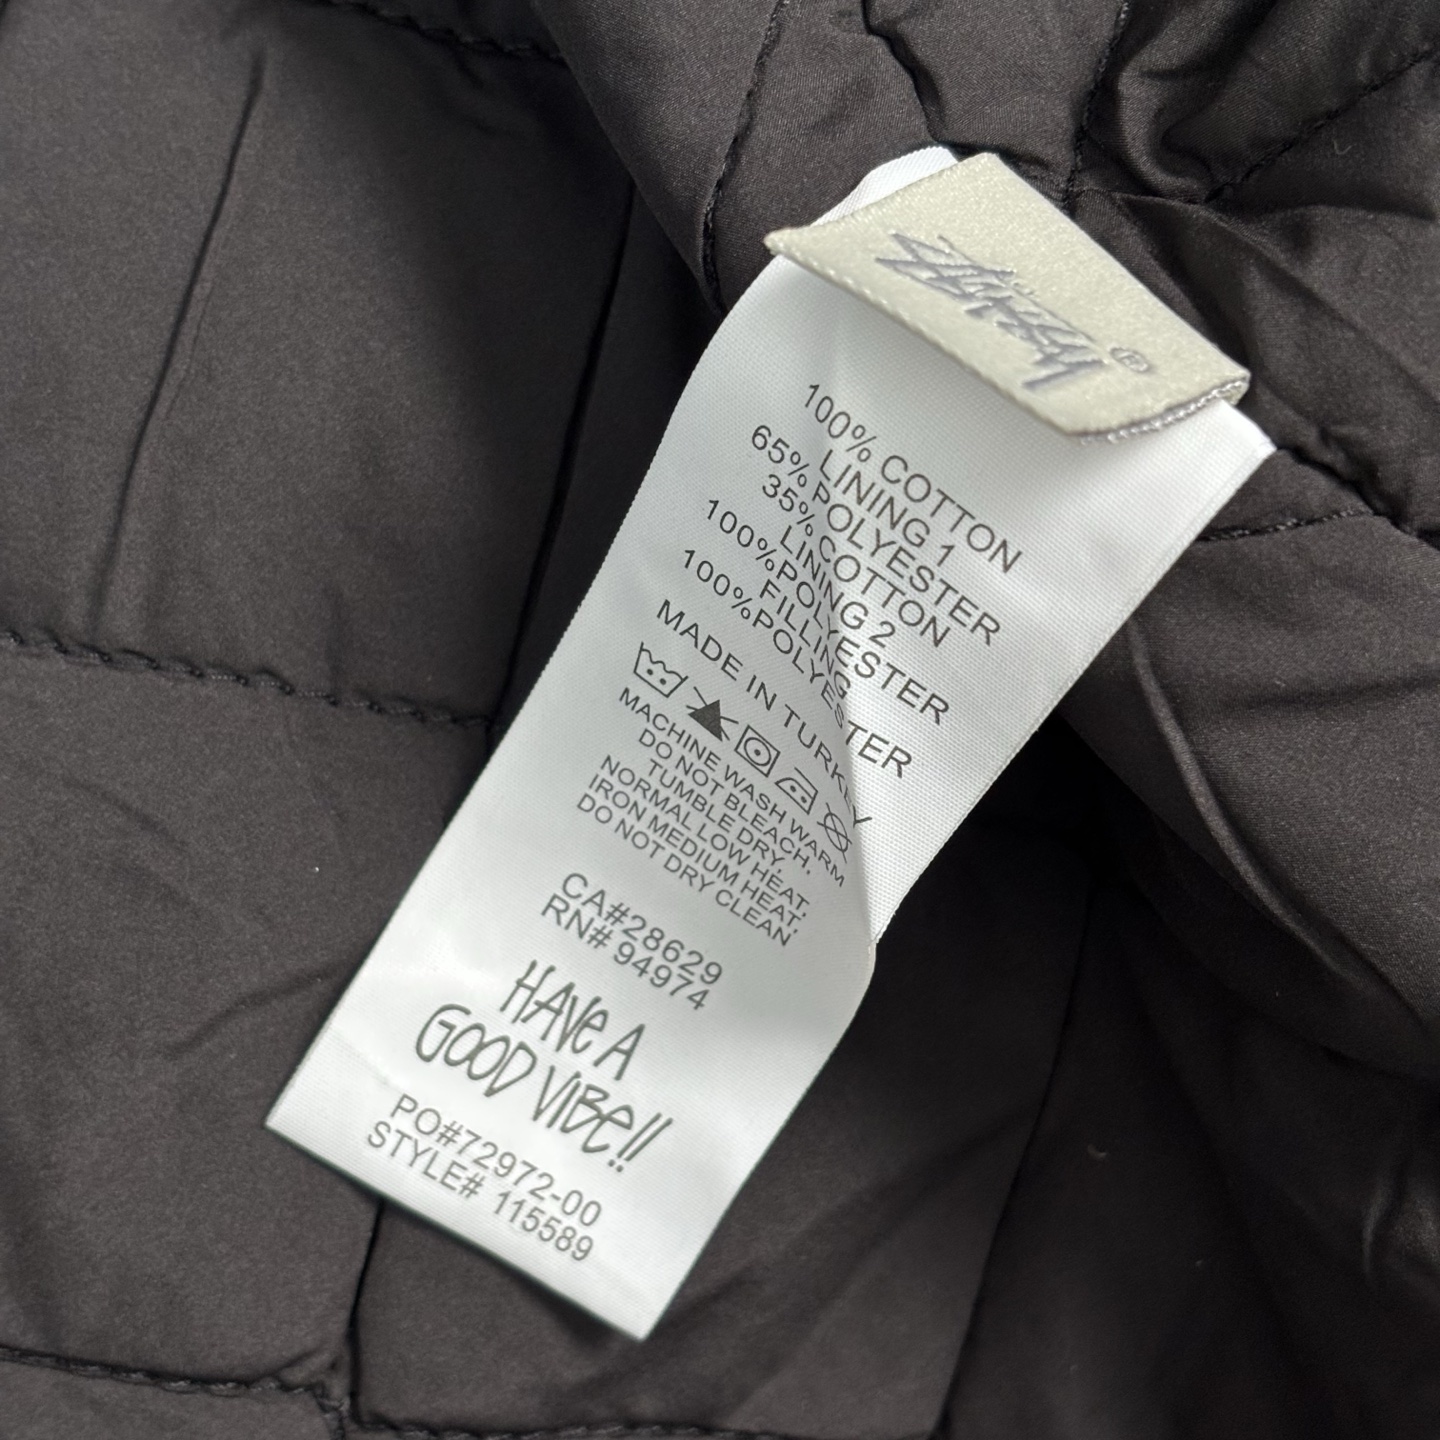 STÜSSY®
100% COTTON
LINING 1
65% POLYESTER
35% COTTON
LINING 2
100%POLYESTER
FILLING
100%POLYESTER
MADE IN TURKEY
MACHINE WASH WARM
DO NOT BLEACH.
TUMBLE DRY,
NORMAL LOW HEAT,
IRON MEDIUM HEAT,
DO NOT DRY CLEAN
CA#28629
RN# 94974
HAVE A
GOOD VIBE!!
PO#72972-00
STYLE# 115589